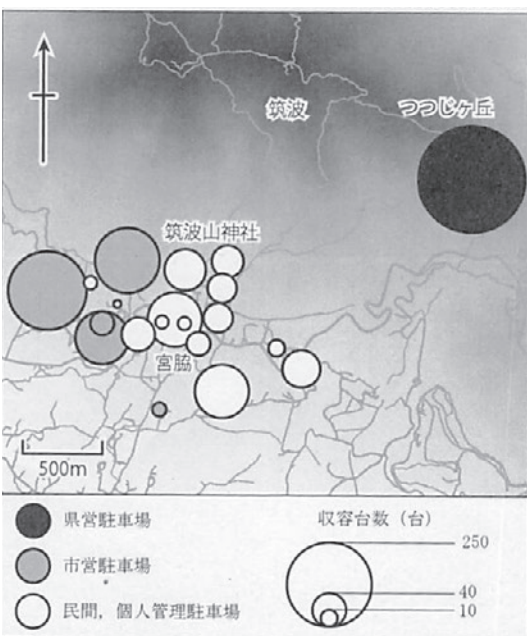 筑波
つつじヶ丘
筑波山神社
宮脇
500m
県営駐車場
市営駐車場
民間，個人管理駐車場
収容台数（台）
250
40
10